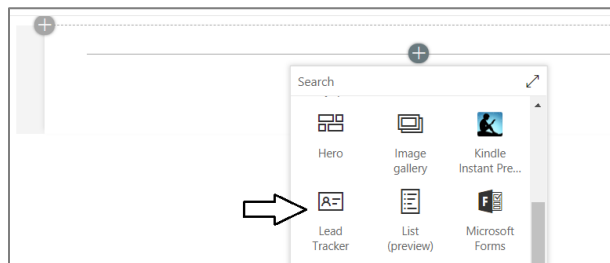 Search
Hero
Image
gallery
Kindle
Instant Pre...
Lead
Tracker
List
(preview)
Microsoft
Forms